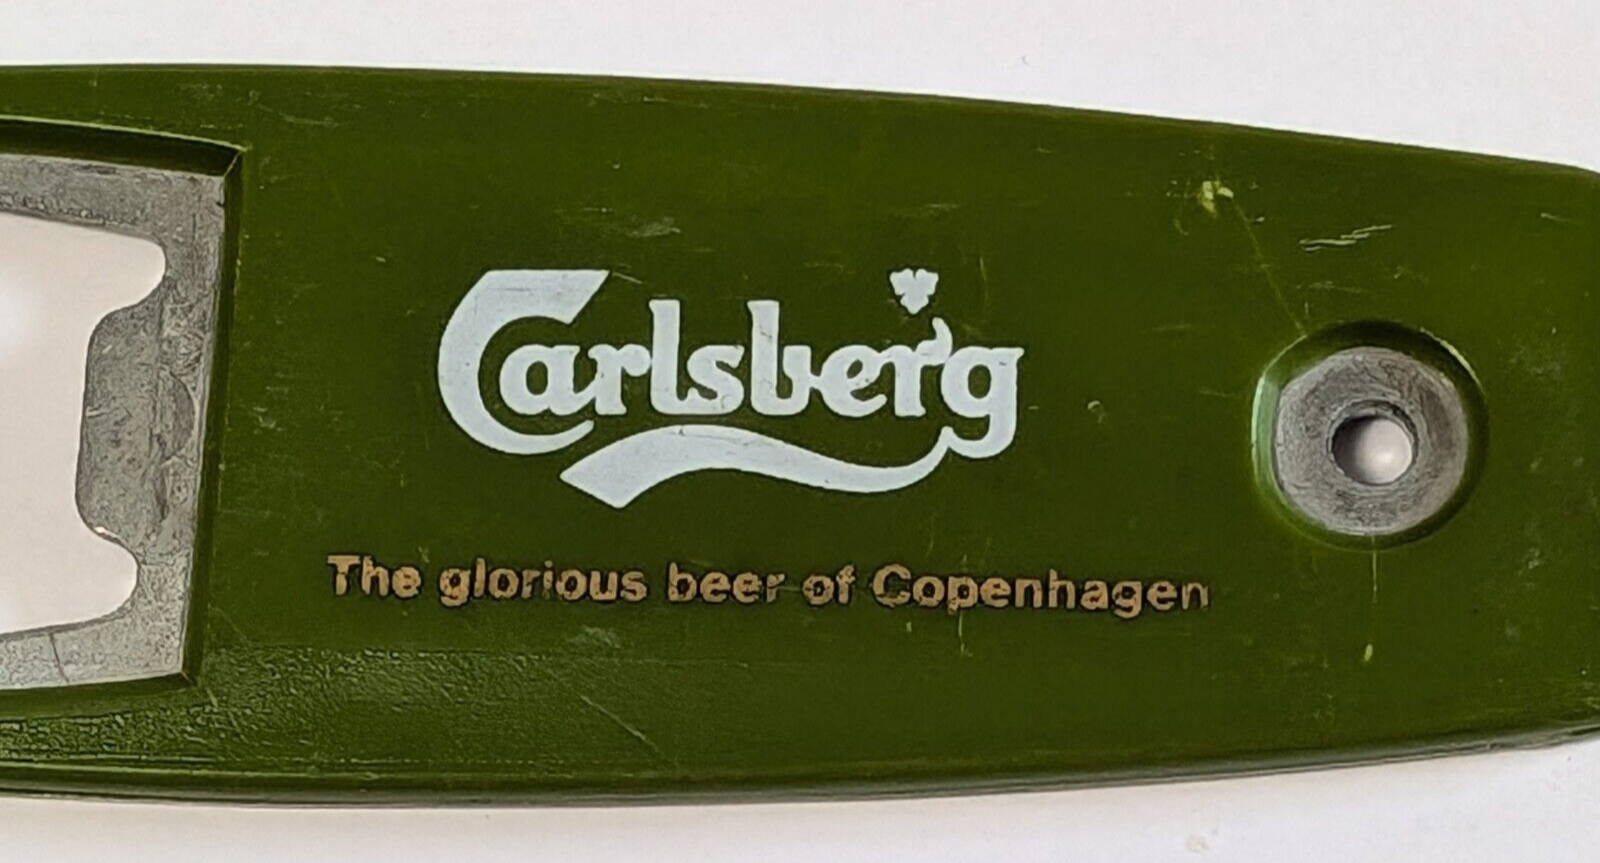 Carlsberg
The glorious beer of Copenhagen